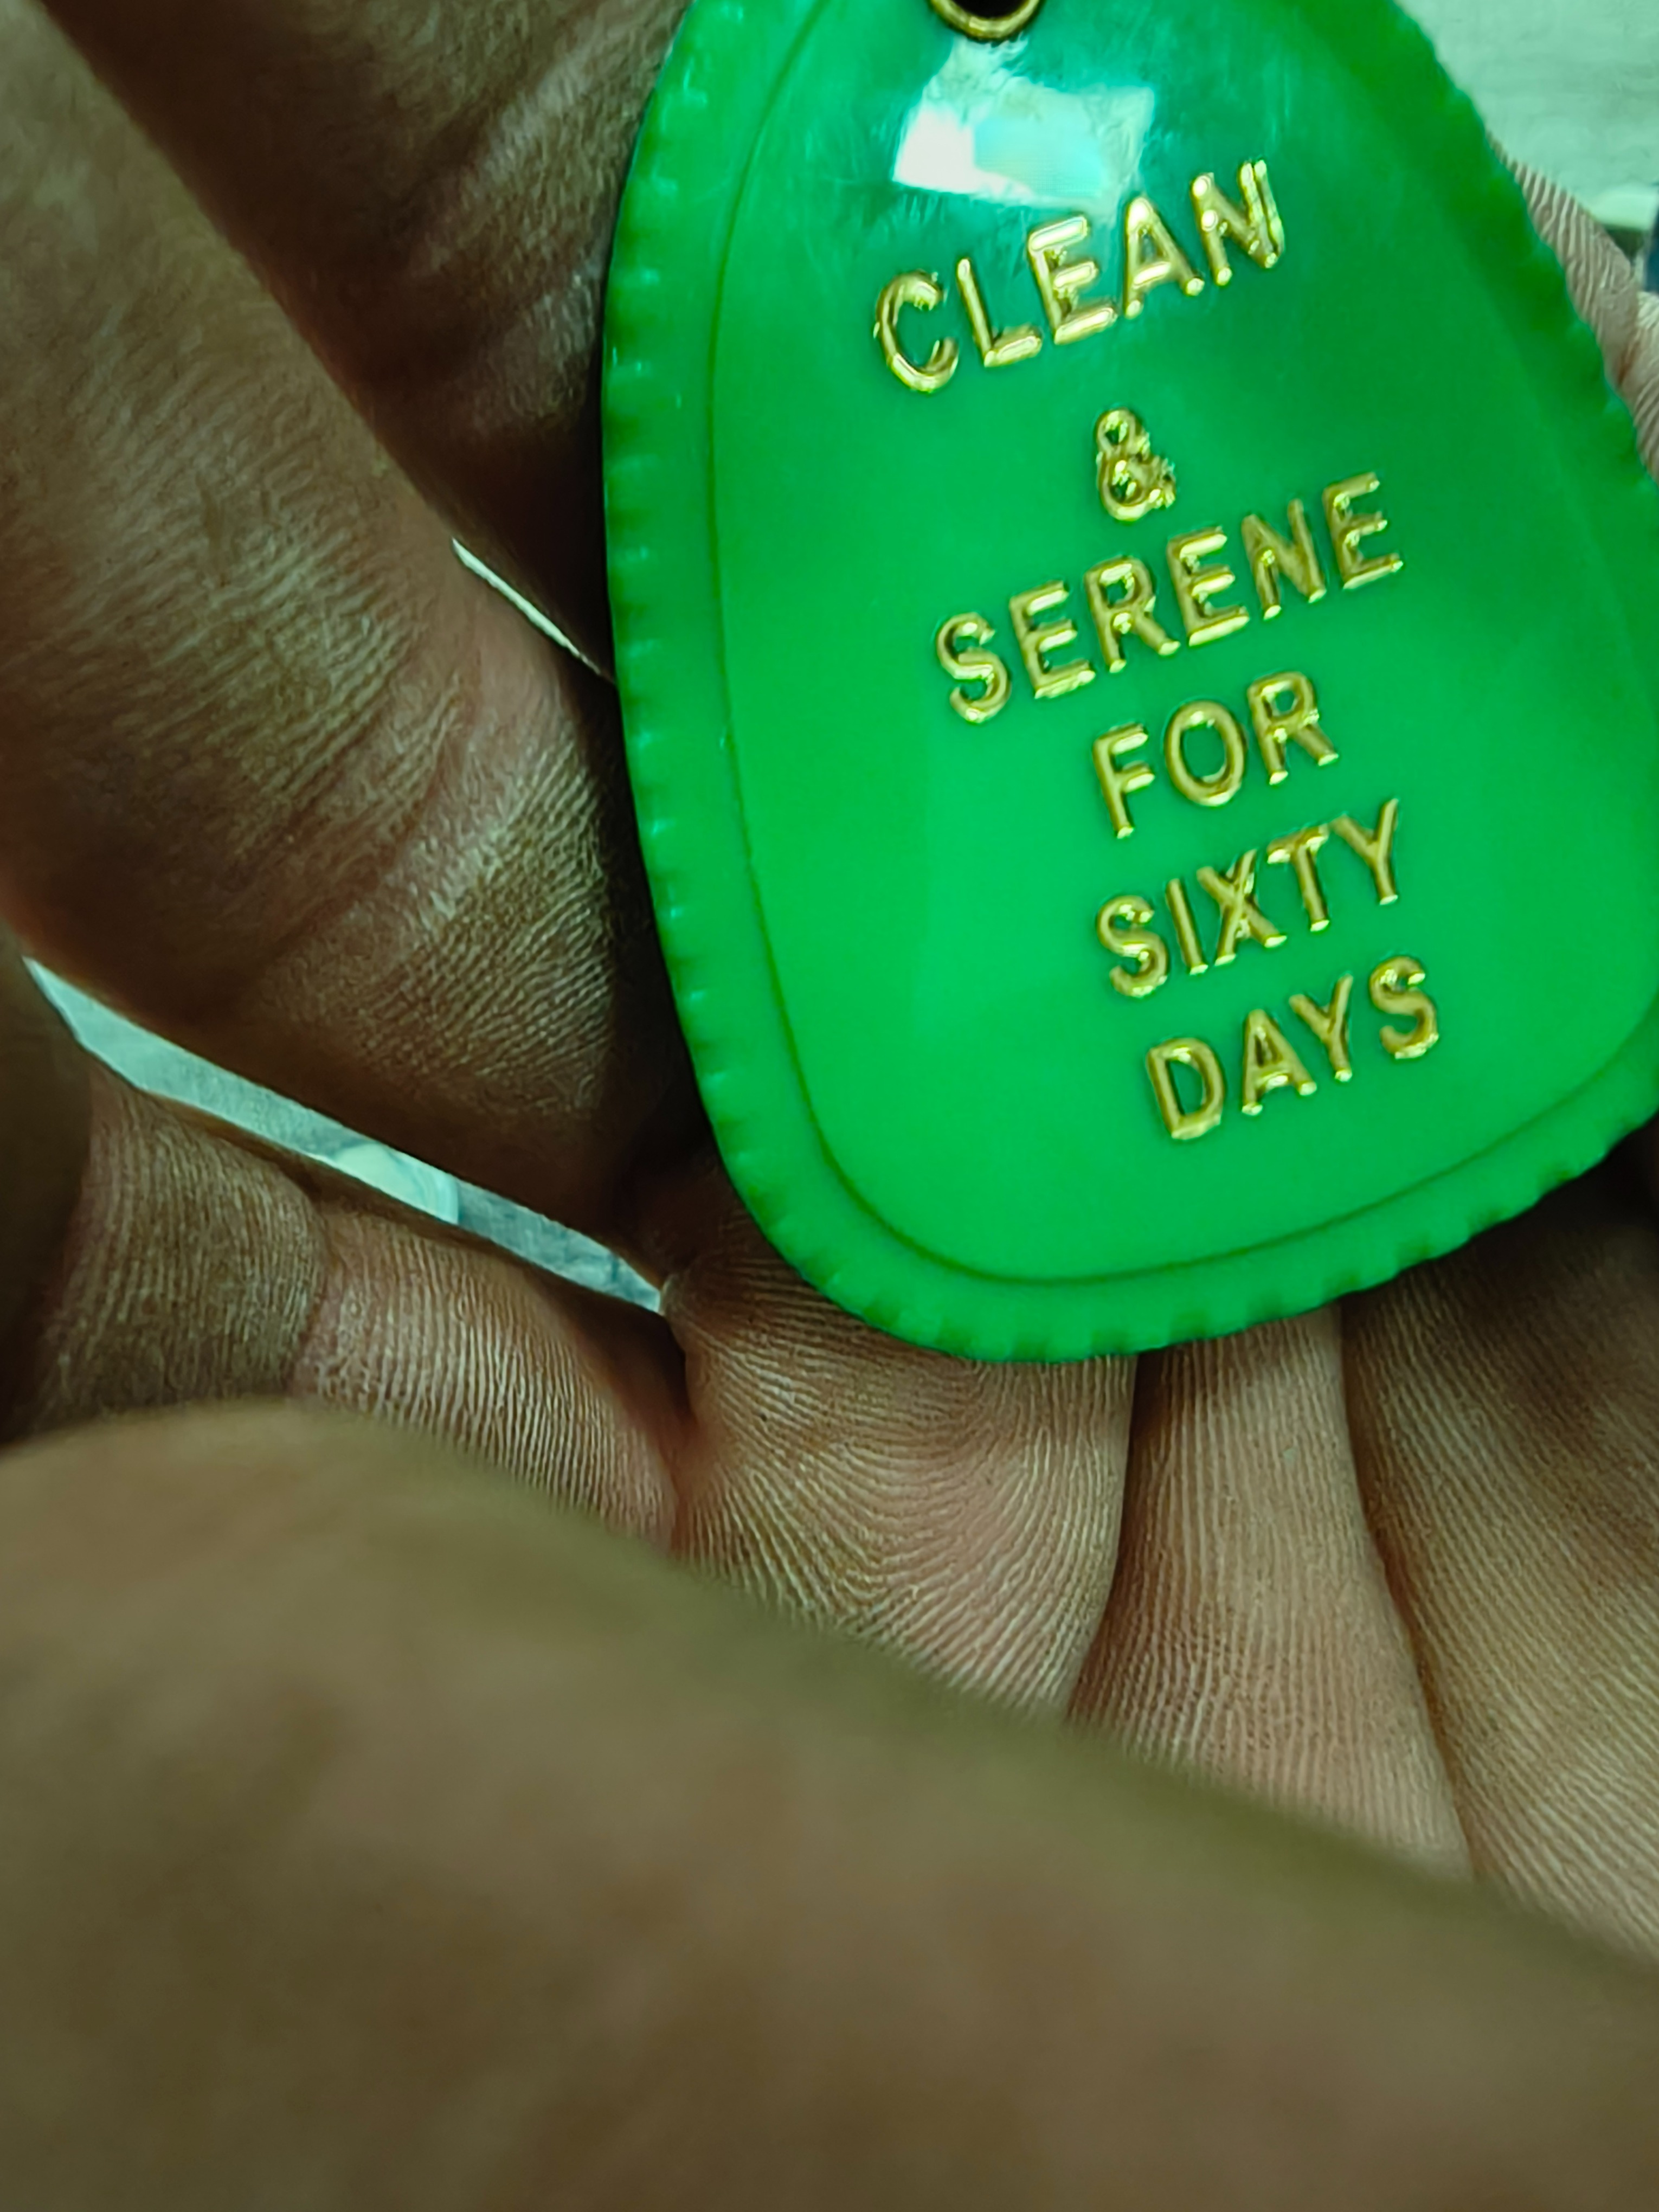 CLEAN
&
SERENE
FOR
SIXTY
DAYS